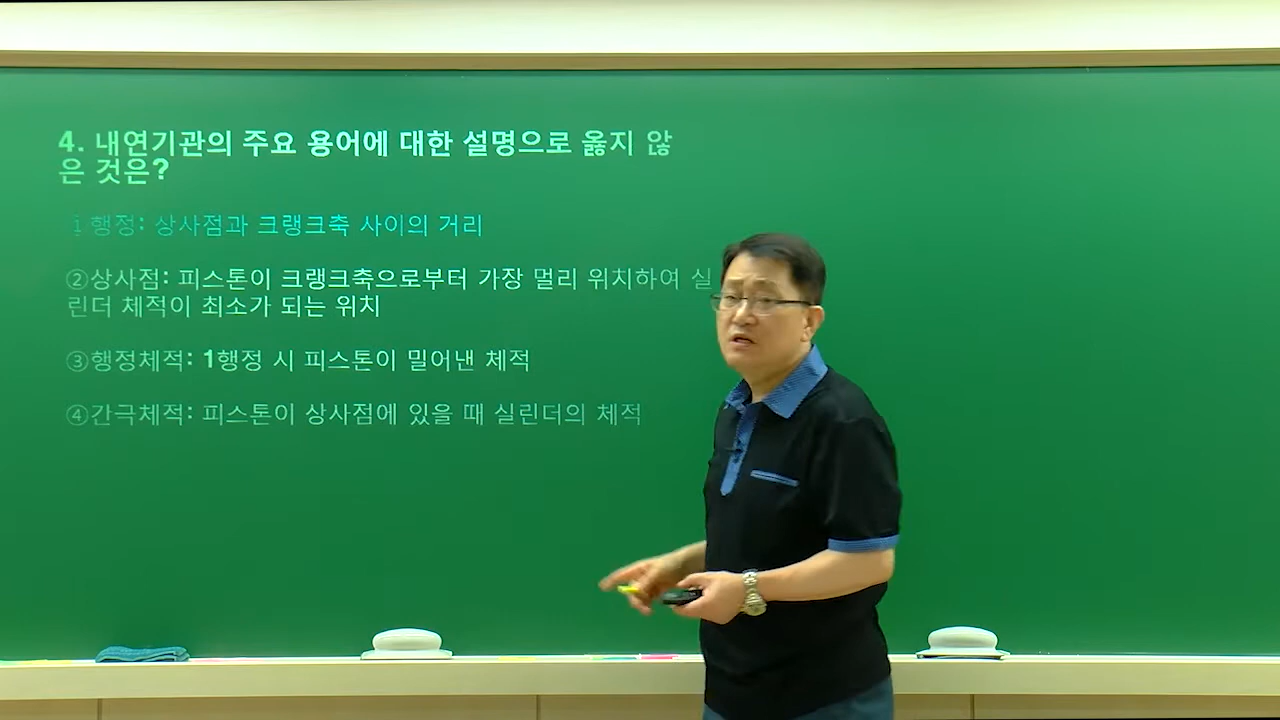 4. 내연기관의 주요 용어에 대한 설명으로 옳지 않
은 것은?
① 행정: 상사점과 크랭크축 사이의 거리
②상사점: 피스톤이 크랭크축으로부터 가장 멀리 위치하여 실
린더 체적이 최소가 되는 위치
③행정체적: 1행정 시 피스톤이 밀어낸 체적
④간극체적: 피스톤이 상사점에 있을 때 실린더의 체적